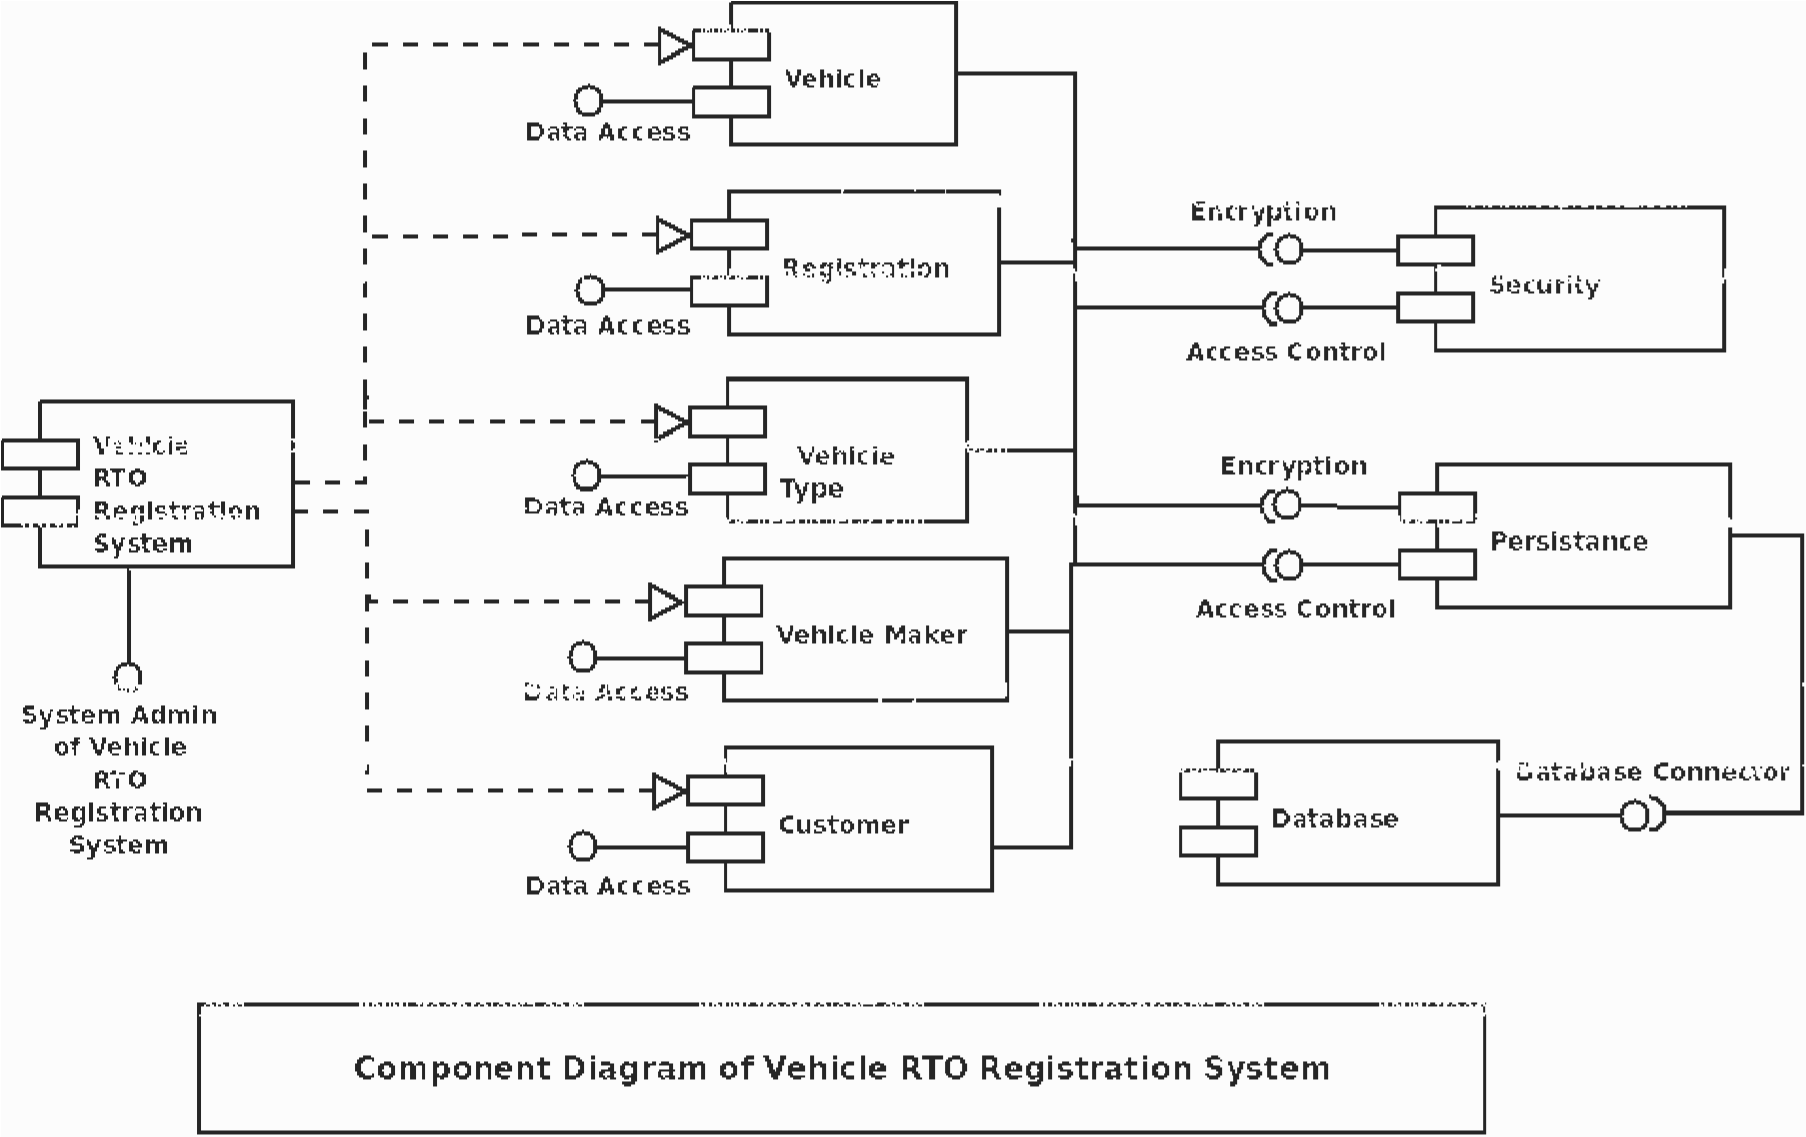 Vehicle
Data Access
Registration
Data Access
Encryption
Security
Access Control
Vehicle
RTO
Registration
System
Vehicle
Type
Data Access
Encryption
Persistance
Access Control
Vehicle Maker
Data Access
System Admin
of Vehicle
RTO
Registration
System
Customer
Data Access
Database
Database Connector
Component Diagram of Vehicle RTO Registration System